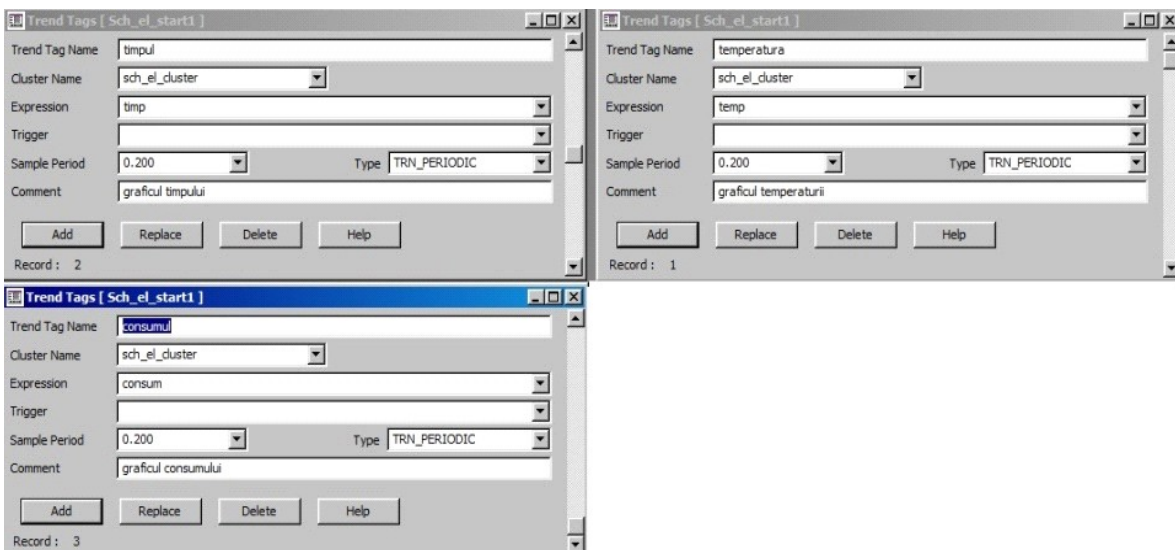 Trend Tags [ Sch_el_start1 ]
Trend Tag Name timpul
Cluster Name sch_el_cluster
Expression timp
Trigger
Sample Period 0.200 Type TRN_PERIODIC
Comment graficul timpului
Add Replace Delete Help
Record : 2
Trend Tags [ Sch_el_start1 ]
Trend Tag Name temperatura
Cluster Name sch_el_cluster
Expression temp
Trigger
Sample Period 0.200 Type TRN_PERIODIC
Comment graficul temperaturii
Add Replace Delete Help
Record : 1
Trend Tags [ Sch_el_start1 ]
Trend Tag Name consumul
Cluster Name sch_el_cluster
Expression consum
Trigger
Sample Period 0.200 Type TRN_PERIODIC
Comment graficul consumului
Add Replace Delete Help
Record : 3